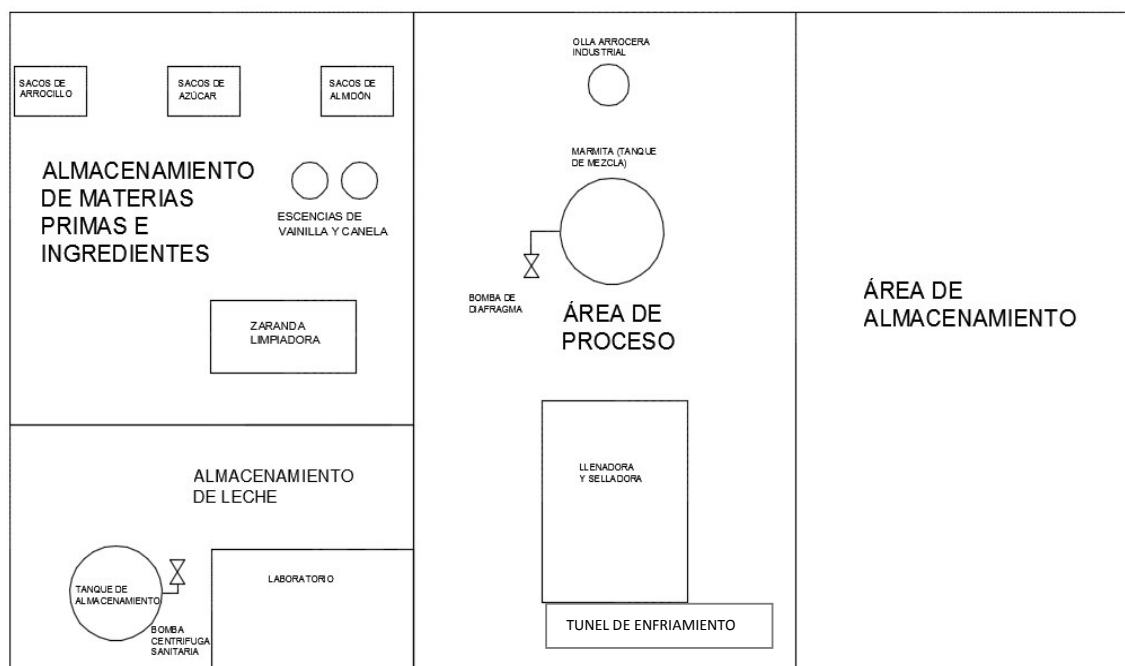 OLLA ARROCERA
INDUSTRIAL
SACOS DE
ARROCILLO
SACOS DE
AZÚCAR
SACOS DE
ALMIDÓN
MARMITA (TANQUE
DE MEZCLA)
ALMACENAMIENTO
DE MATERIAS
PRIMAS E
INGREDIENTES
ESCENCIAS DE
VAINILLA Y CANELA
BOMBA DE
DIAFRAGMA
ÁREA DE
PROCESO
ÁREA DE
ALMACENAMIENTO
ZARANDA
LIMPIADORA
ALMACENAMIENTO
DE LECHE
LLENADORA
Y SELLADORA
TANQUE DE
ALMACENAMIENTO
LABORATORIO
BOMBA
CENTRIFUGA
SANITARIA
TUNEL DE ENFRIAMIENTO